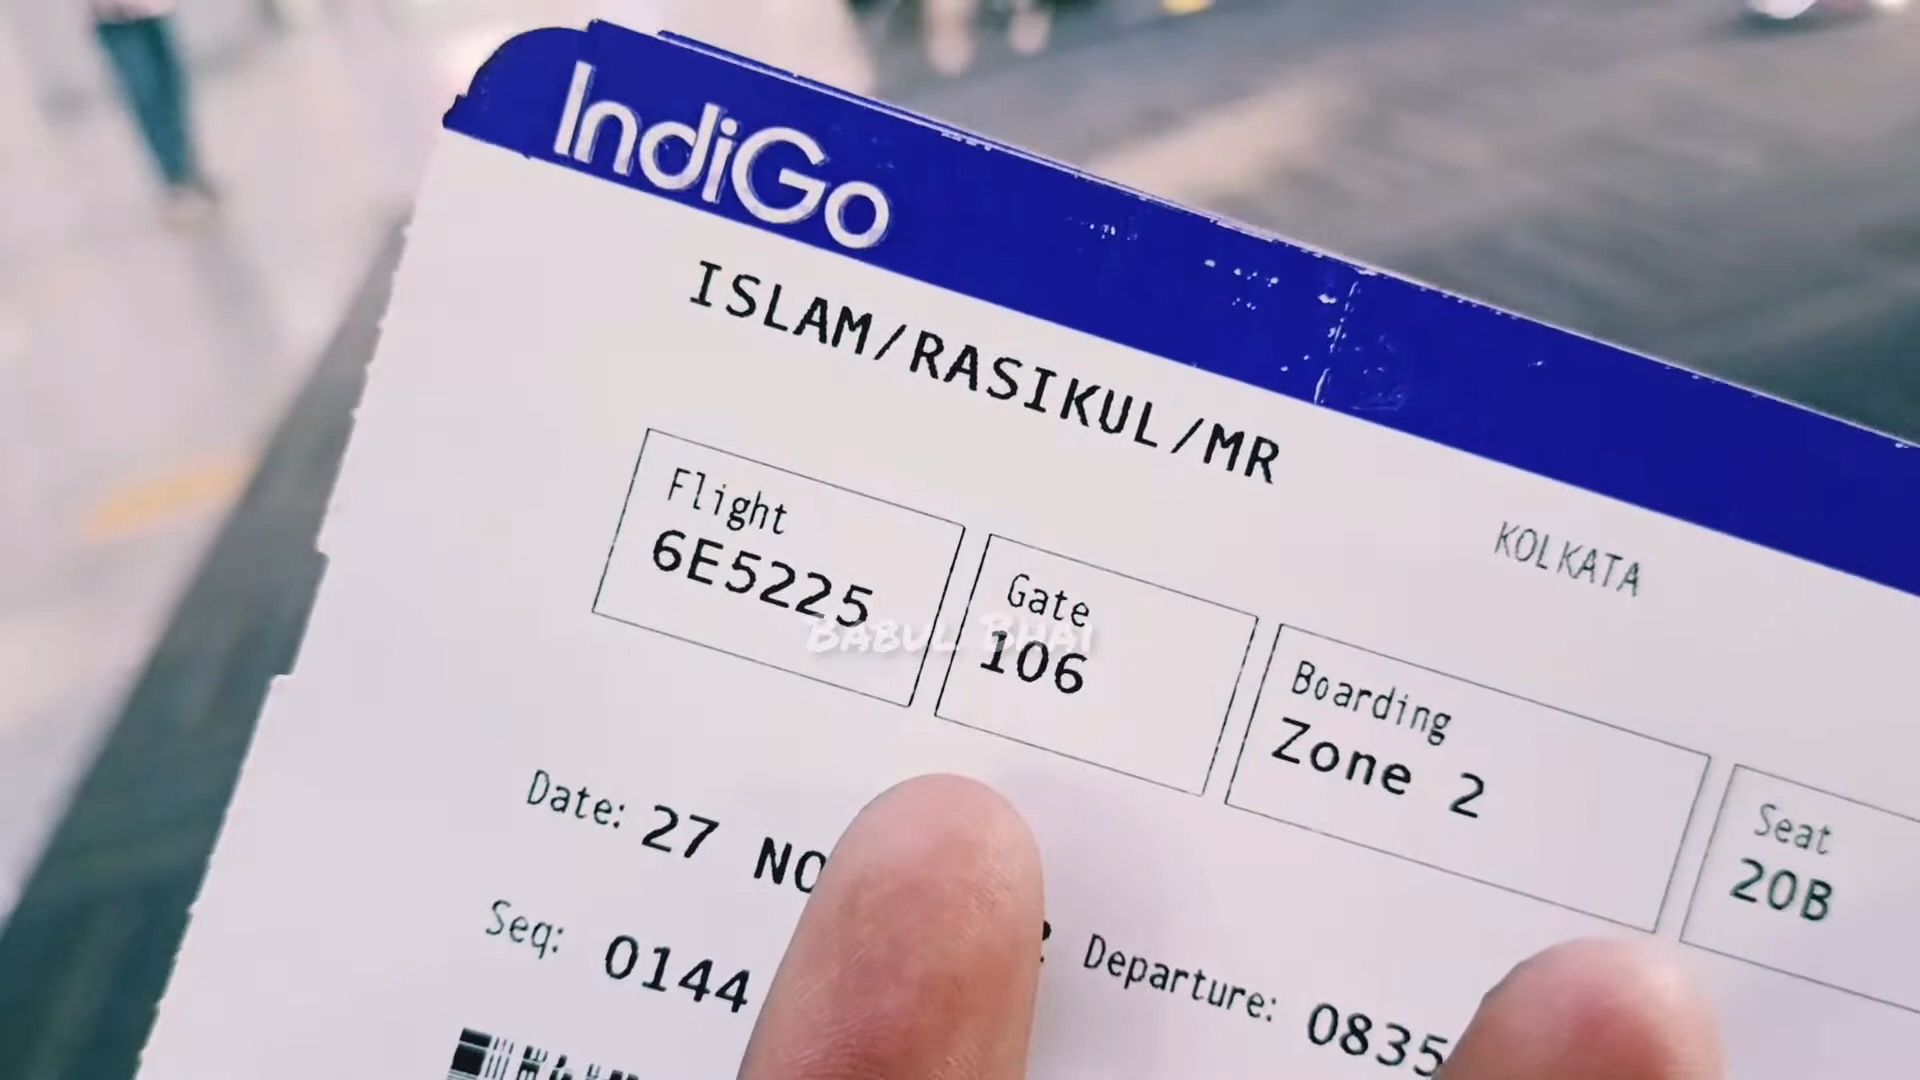 IndiGo
ISLAM/RASIKUL/MR
KOLKATA
Flight
6E5225
Gate
106
Boarding
Zone 2
Seat
20B
BABUL BHAI
Date: 27 NO
Seq: 0144
Departure: 0835